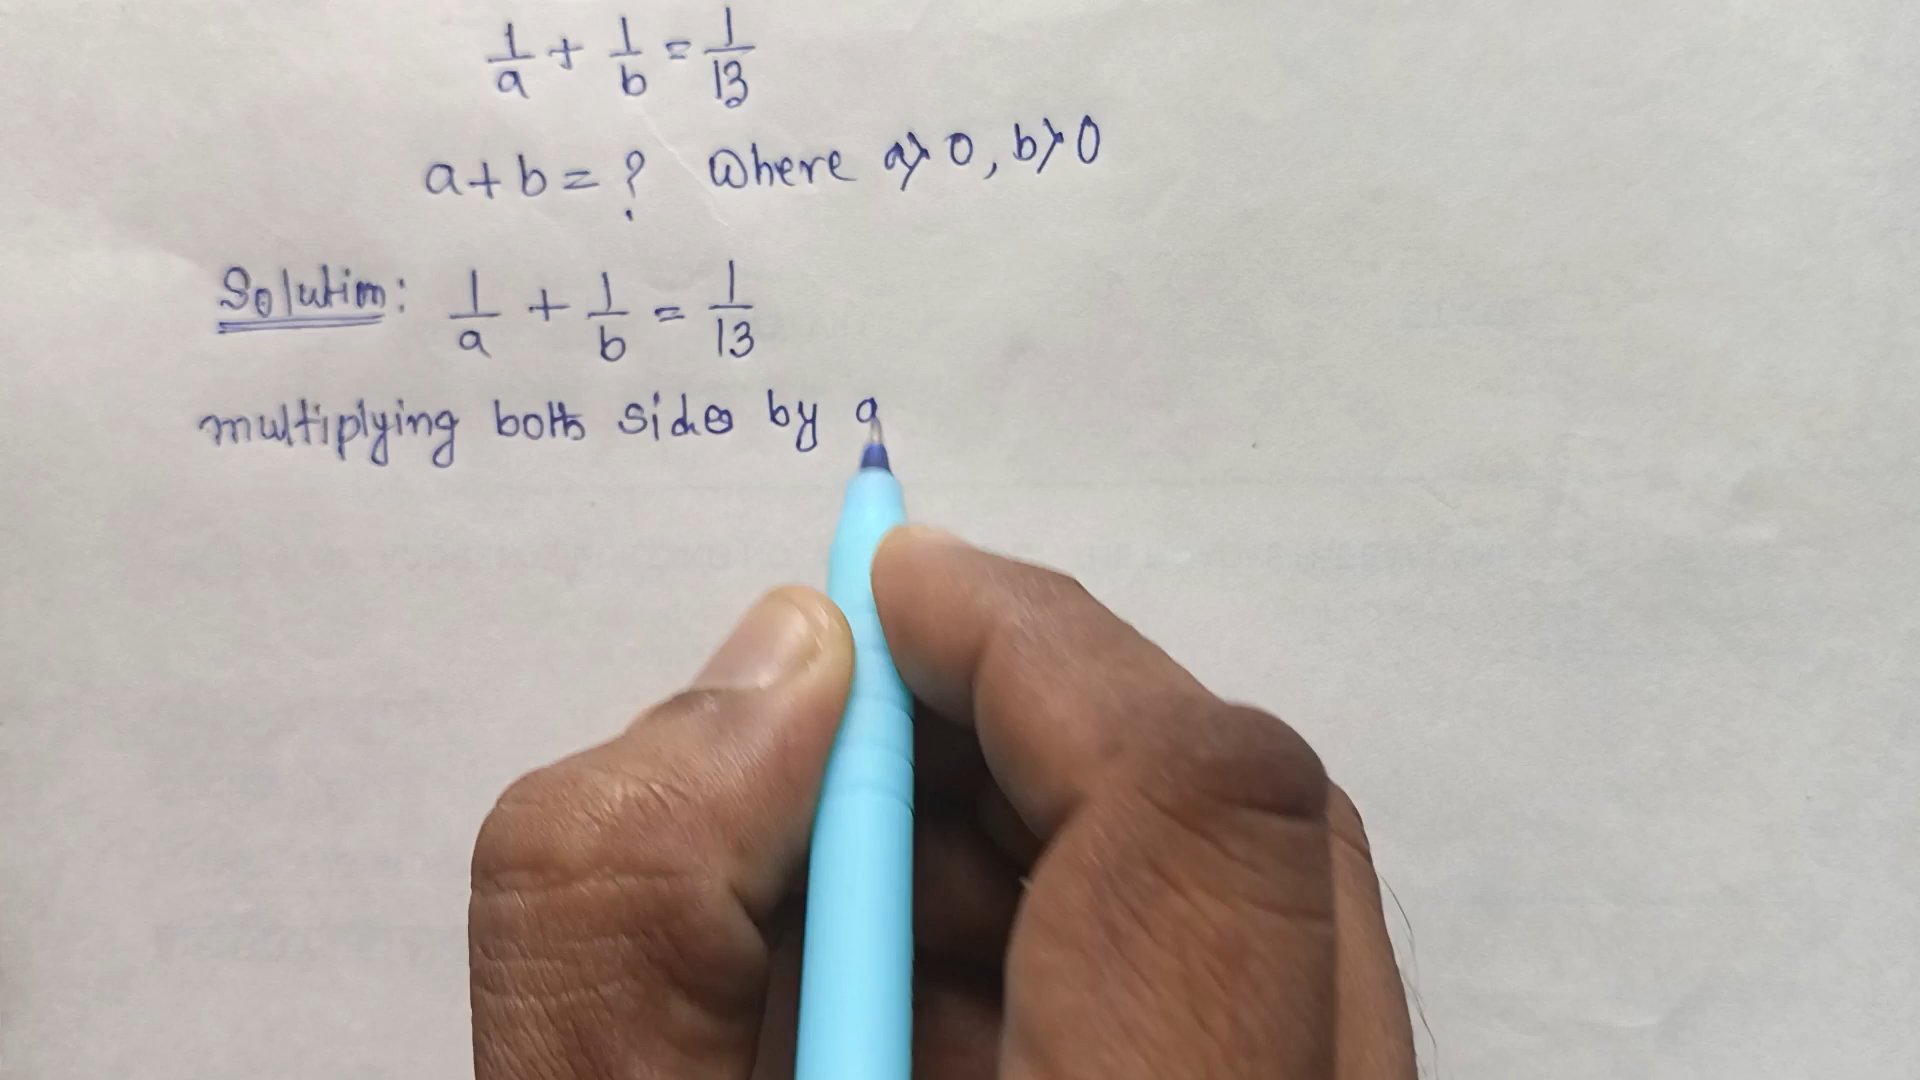 1/a + 1/b = 1/13
a+b=? Where a>0, b>0
Solution: 1/a + 1/b = 1/13
multiplying both sides by a